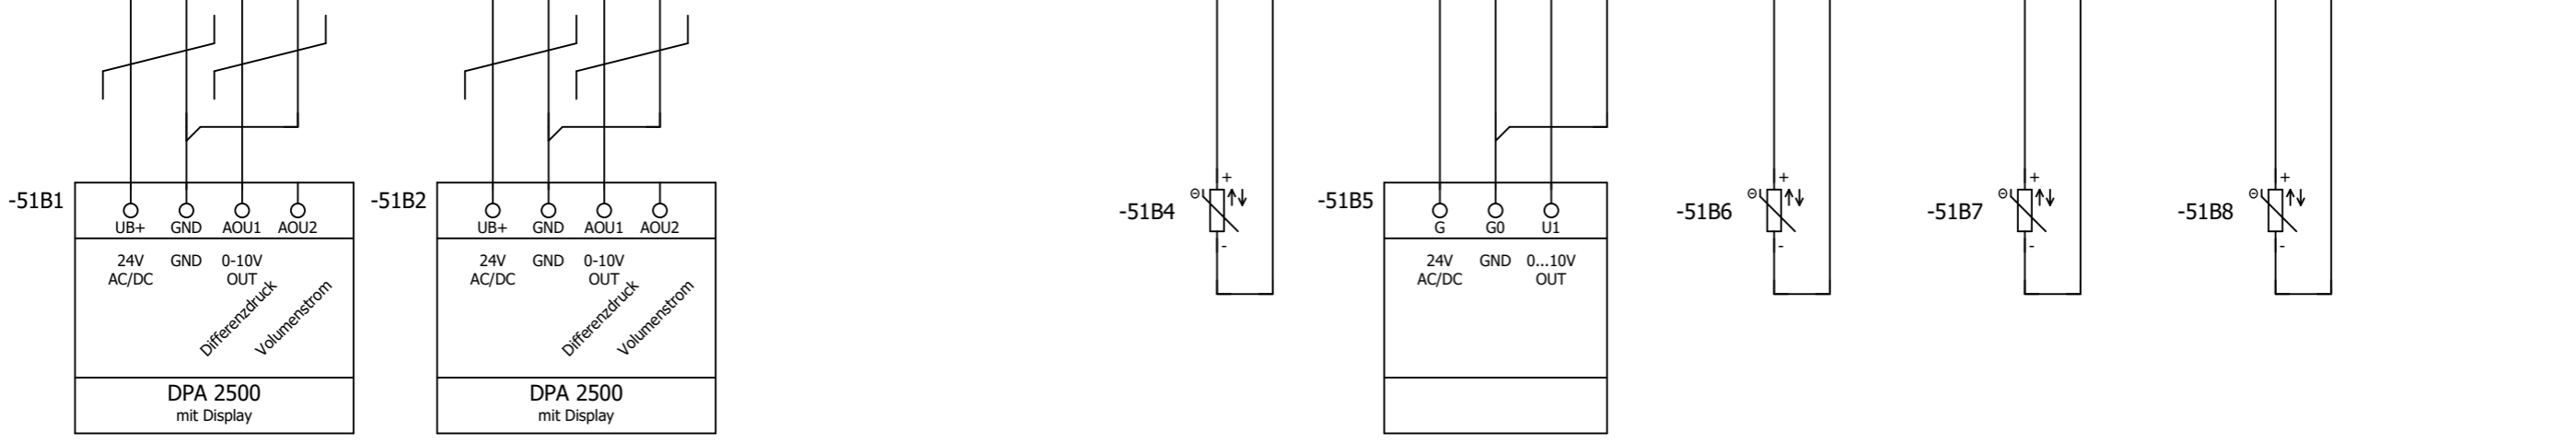 -51B1
UB+ GND AOU1 AOU2
24V GND 0-10V
AC/DC OUT
Differenzdruck
Volumenstrom
DPA 2500
mit Display
-51B2
UB+ GND AOU1 AOU2
24V GND 0-10V
AC/DC OUT
Differenzdruck
Volumenstrom
DPA 2500
mit Display
-51B4
+
Θ
-
-51B5
G G0 U1
24V GND 0...10V
AC/DC OUT
-51B6
+
Θ
-
-51B7
+
Θ
-
-51B8
+
Θ
-